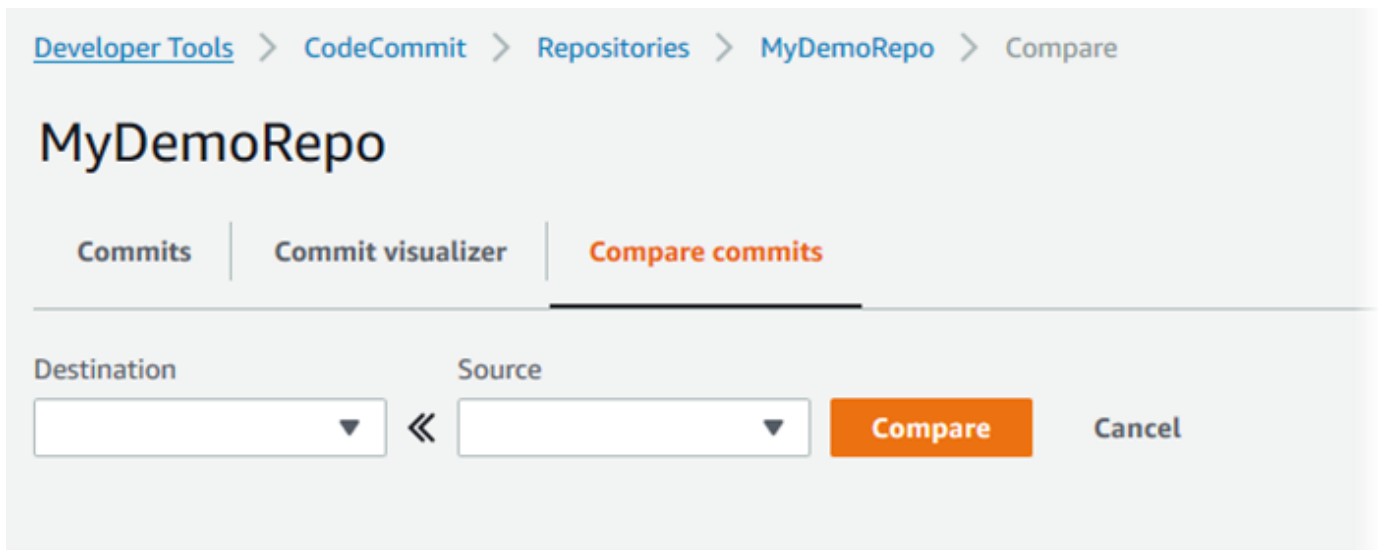 Developer Tools > CodeCommit > Repositories > MyDemoRepo > Compare
MyDemoRepo
Commits Commit visualizer Compare commits
Destination Source
« Compare Cancel